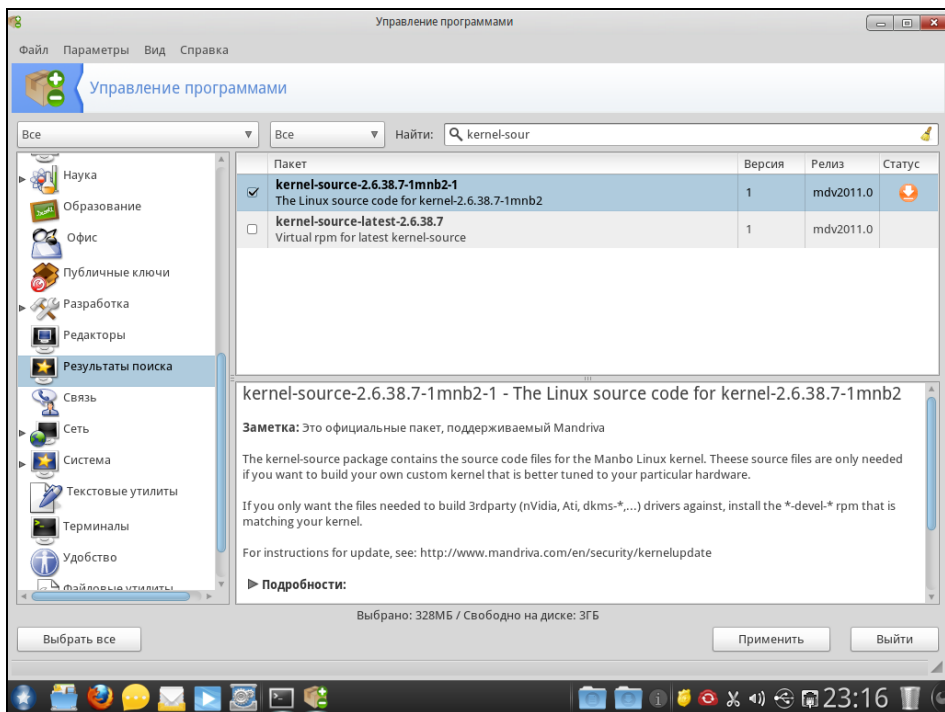 Управление программами
Файл Параметры Вид Справка
Управление программами
Все Все Найти: kernel-sour
Пакет Версия Релиз Статус
kernel-source-2.6.38.7-1mnb2-1
The Linux source code for kernel-2.6.38.7-1mnb2
1 mdv2011.0
kernel-source-latest-2.6.38.7
Virtual rpm for latest kernel-source
1 mdv2011.0
Наука
Образование
Офис
Публичные ключи
Разработка
Редакторы
Результаты поиска
Связь
Сеть
Система
Текстовые утилиты
Терминалы
Удобство
Файловые утилиты
kernel-source-2.6.38.7-1mnb2-1 - The Linux source code for kernel-2.6.38.7-1mnb2
Заметка: Это официальные пакет, поддерживаемый Mandriva
The kernel-source package contains the source code files for the Manbo Linux kernel. Theese source files are only needed
if you want to build your own custom kernel that is better tuned to your particular hardware.
If you only want the files needed to build 3rdparty (nVidia, Ati, dkms-*,...) drivers against, install the *-devel-* rpm that is
matching your kernel.
For instructions for update, see: http://www.mandriva.com/en/security/kernelupdate
Подробности:
Выбрано: 328МБ / Свободно на диске: 3ГБ
Выбрать все Применить Выйти
23:16